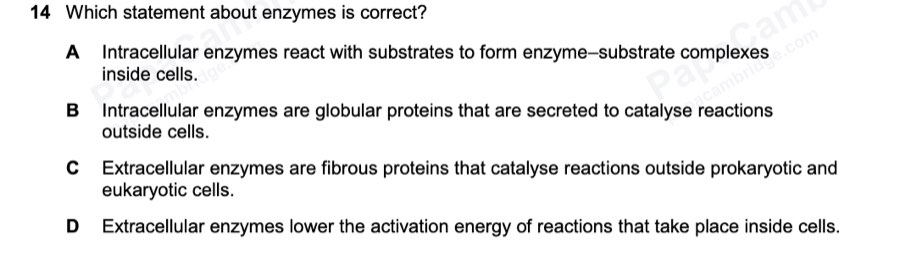 14 Which statement about enzymes is correct?
A Intracellular enzymes react with substrates to form enzyme–substrate complexes
inside cells.
B Intracellular enzymes are globular proteins that are secreted to catalyse reactions
outside cells.
C Extracellular enzymes are fibrous proteins that catalyse reactions outside prokaryotic and
eukaryotic cells.
D Extracellular enzymes lower the activation energy of reactions that take place inside cells.